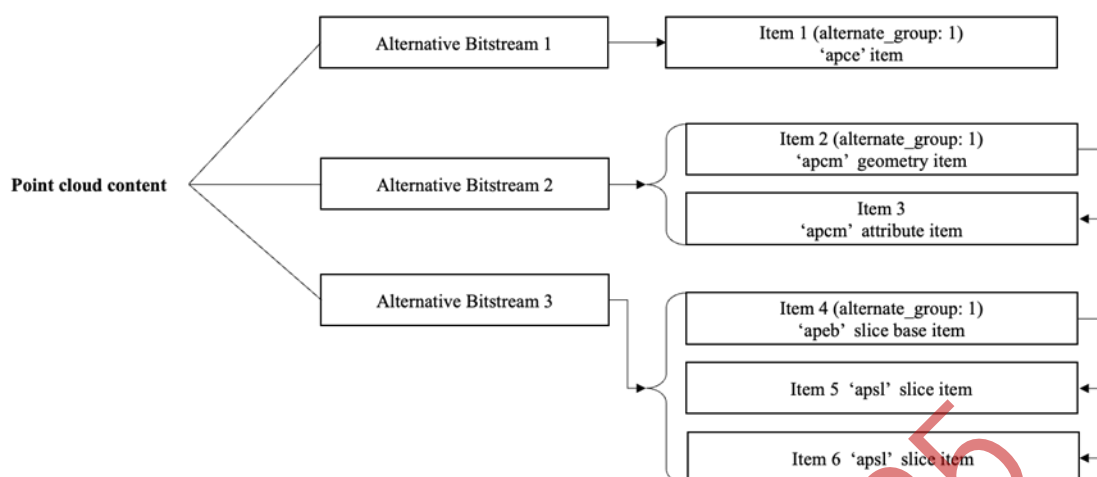 Alternative Bitstream 1
Item 1 (alternate_group: 1)
‘apce’ item
Item 2 (alternate_group: 1)
‘apcm’ geometry item
Point cloud content
Alternative Bitstream 2
Item 3
‘apcm’ attribute item
Alternative Bitstream 3
Item 4 (alternate_group: 1)
‘apeb’ slice base item
Item 5 ‘apsl’ slice item
Item 6 ‘apsl’ slice item